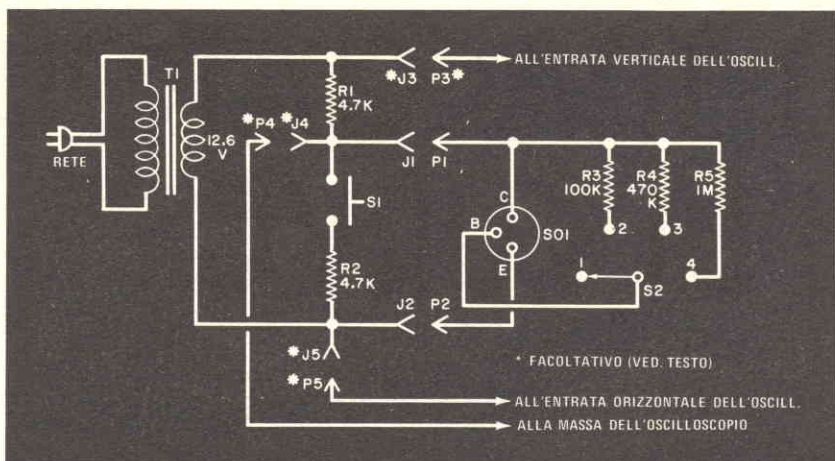 T1
RETE
12.6
V
R1
4.7K
*J3 P3*
ALL'ENTRATA VERTICALE DELL'OSCILL.
*P4 *J4
J1 P1
S1
R2
4.7K
J2 P2
C
B
E
SO1
R3
100K
R4
470
K
R5
1M
1
2
3
4
S2
*J5
*P5
* FACOLTATIVO (VED. TESTO)
ALL'ENTRATA ORIZZONTALE DELL'OSCILL.
ALLA MASSA DELL'OSCILLOSCOPIO